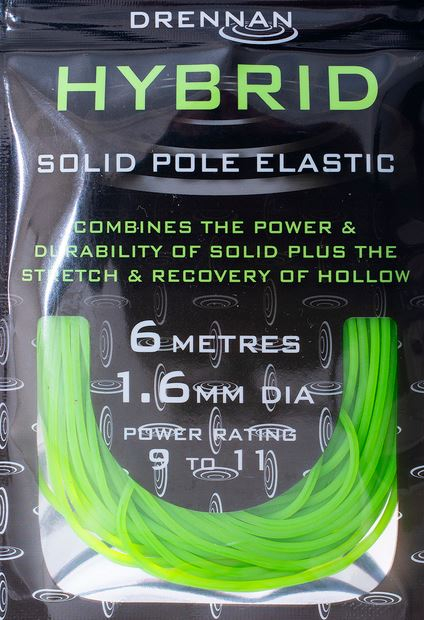 DRENNAN
HYBRID
SOLID POLE ELASTIC
COMBINES THE POWER &
DURABILITY OF SOLID PLUS THE
STRETCH & RECOVERY OF HOLLOW
6 METRES
1.6MM DIA
POWER RATING
9 TO 11